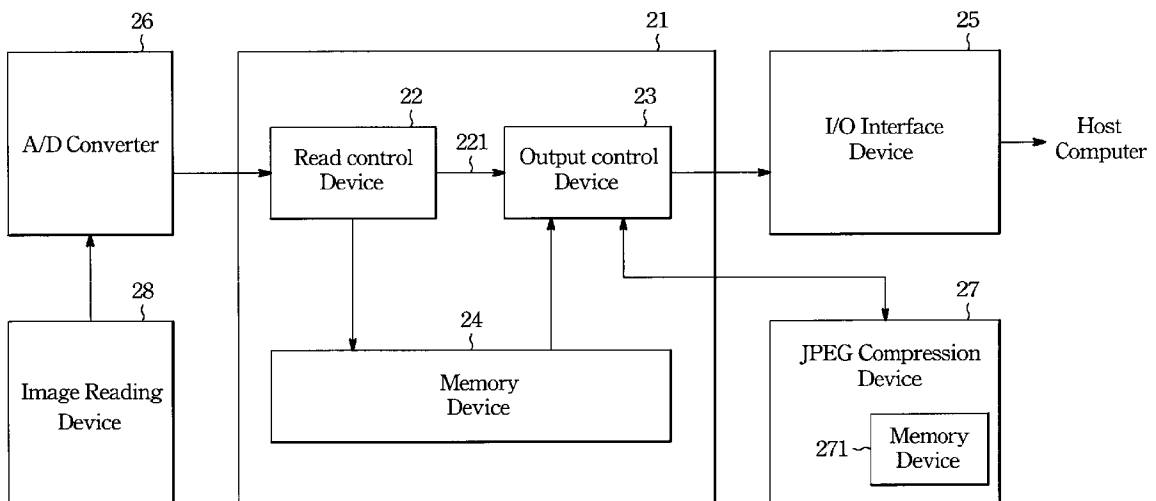 26
A/D Converter
28
Image Reading
Device
21
22
Read control
Device
221
23
Output control
Device
24
Memory
Device
25
I/O Interface
Device
Host
Computer
27
JPEG Compression
Device
271
Memory
Device